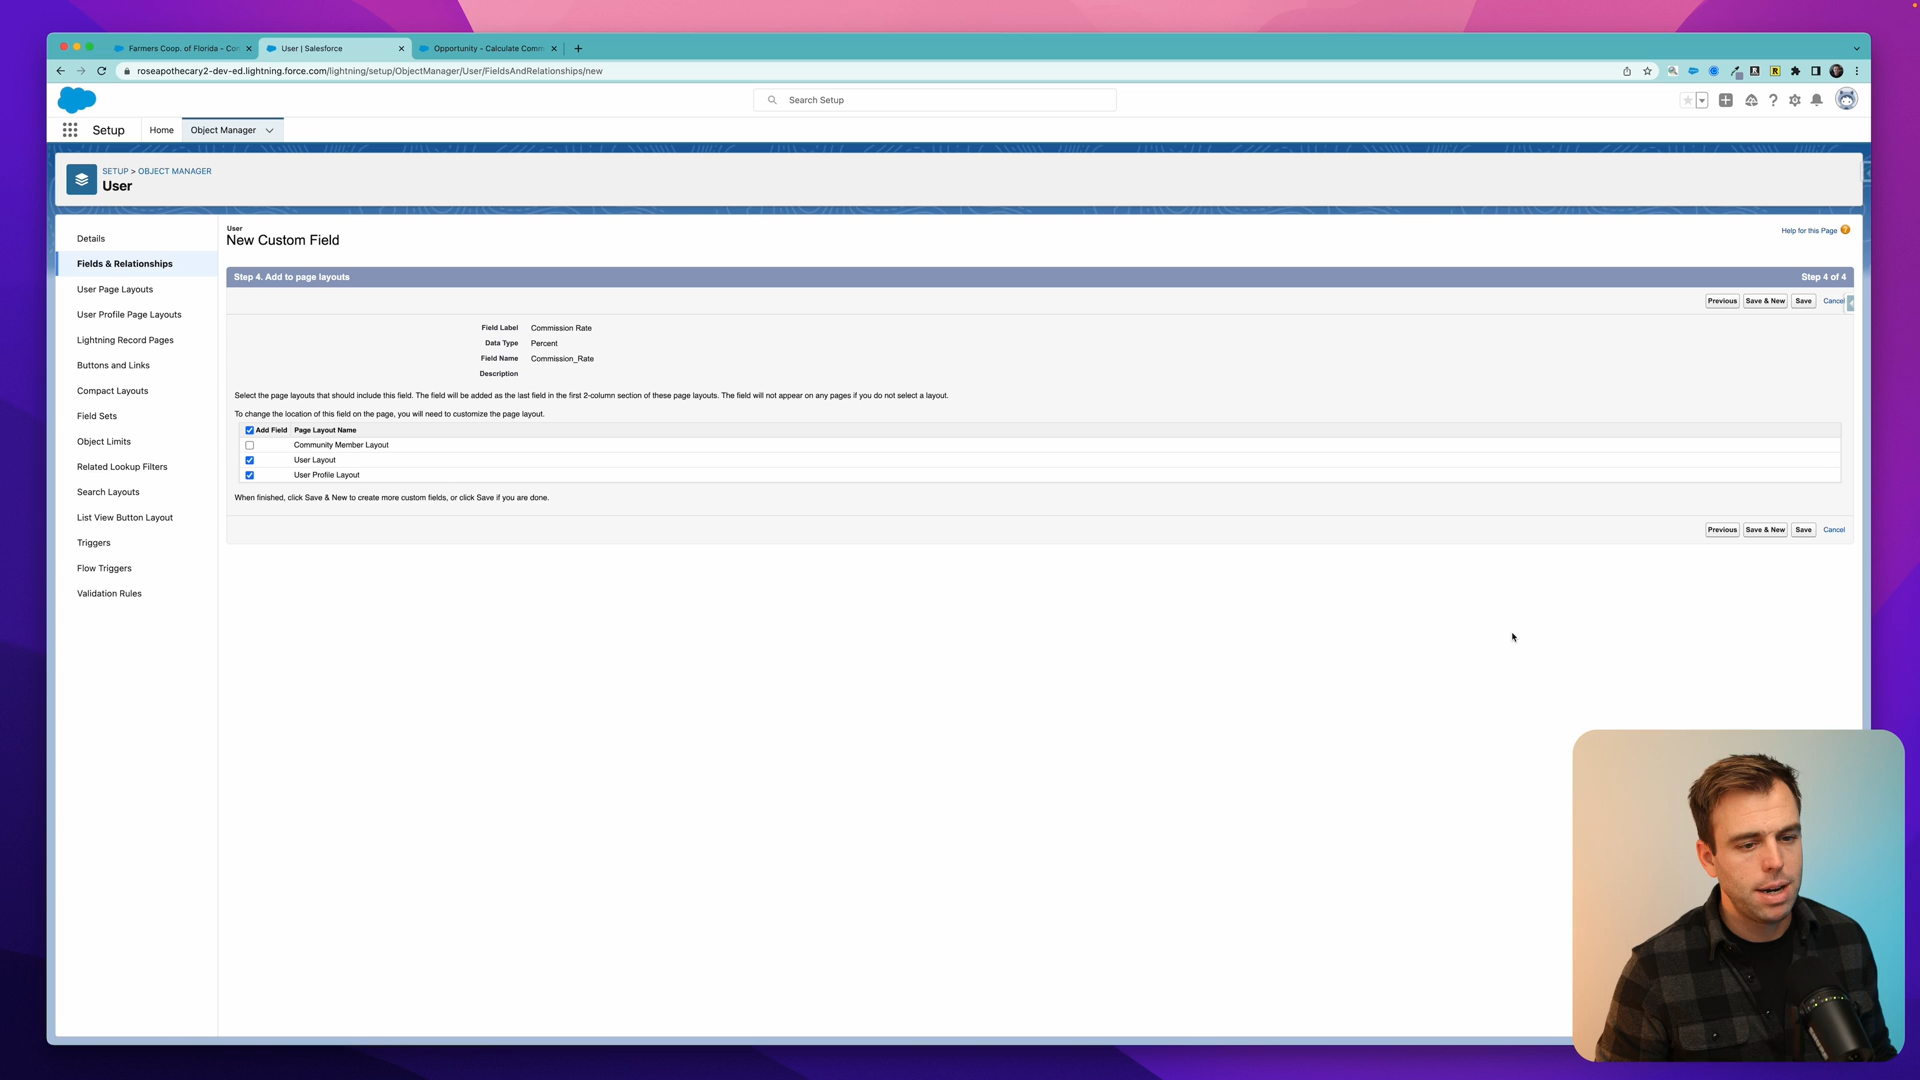 Farmers Coop. of Florida - Con
User | Salesforce
Opportunity - Calculate Comm
roseapothecary2-dev-ed.lightning.force.com/lightning/setup/ObjectManager/User/FieldsAndRelationships/new
Search Setup
Setup
Home
Object Manager
SETUP > OBJECT MANAGER
User
Details
Fields & Relationships
User Page Layouts
User Profile Page Layouts
Lightning Record Pages
Buttons and Links
Compact Layouts
Field Sets
Object Limits
Related Lookup Filters
Search Layouts
List View Button Layout
Triggers
Flow Triggers
Validation Rules
User
New Custom Field
Help for this Page
Step 4. Add to page layouts
Step 4 of 4
Previous Save & New Save Cancel
Field Label Commission Rate
Data Type Percent
Field Name Commission_Rate
Description
Select the page layouts that should include this field. The field will be added as the last field in the first 2-column section of these page layouts. The field will not appear on any pages if you do not select a layout.
To change the location of this field on the page, you will need to customize the page layout.
Add Field Page Layout Name
Community Member Layout
User Layout
User Profile Layout
When finished, click Save & New to create more custom fields, or click Save if you are done.
Previous Save & New Save Cancel